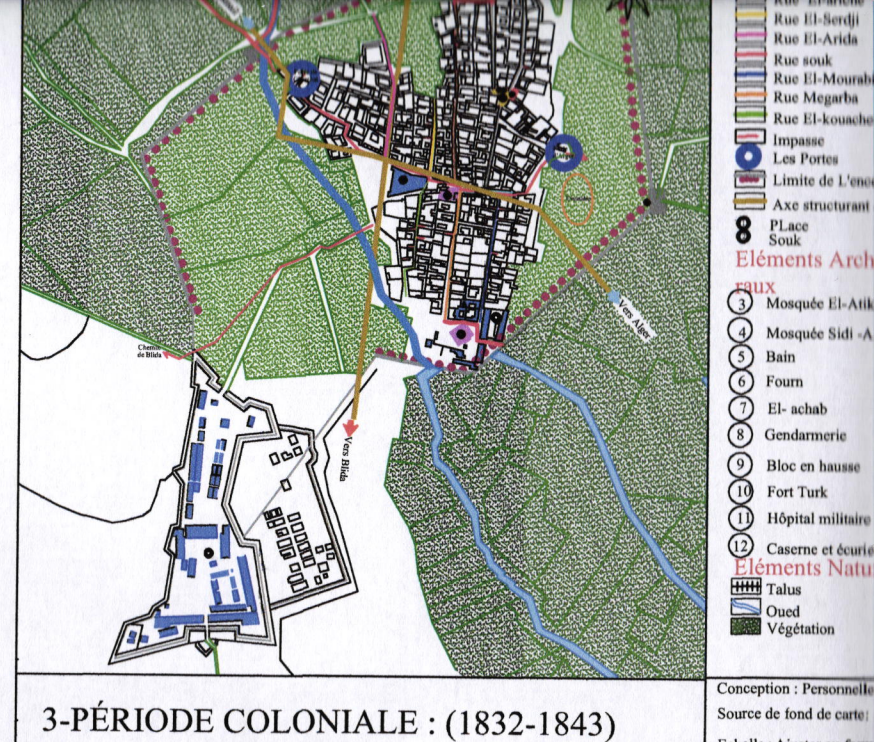 Rue El-Serdji
Rue El-Arida
Rue souk
Rue El-Mourabi
Rue Megarba
Rue El-kouache
Impasse
Les Portes
Limite de L'ence
Axe structurant
PLace
Souk
Eléments Arch
raux
3 Mosquée El-Atik
4 Mosquée Sidi -A
5 Bain
6 Fourn
7 El- achab
8 Gendarmerie
9 Bloc en hausse
10 Fort Turk
11 Hôpital militaire
12 Caserne et écurie
Eléments Natu
Talus
Oued
Végétation
Vers Alger
Chemin
de Blida
Vers Blida
3-PÉRIODE COLONIALE : (1832-1843)
Conception : Personnelle
Source de fond de carte: